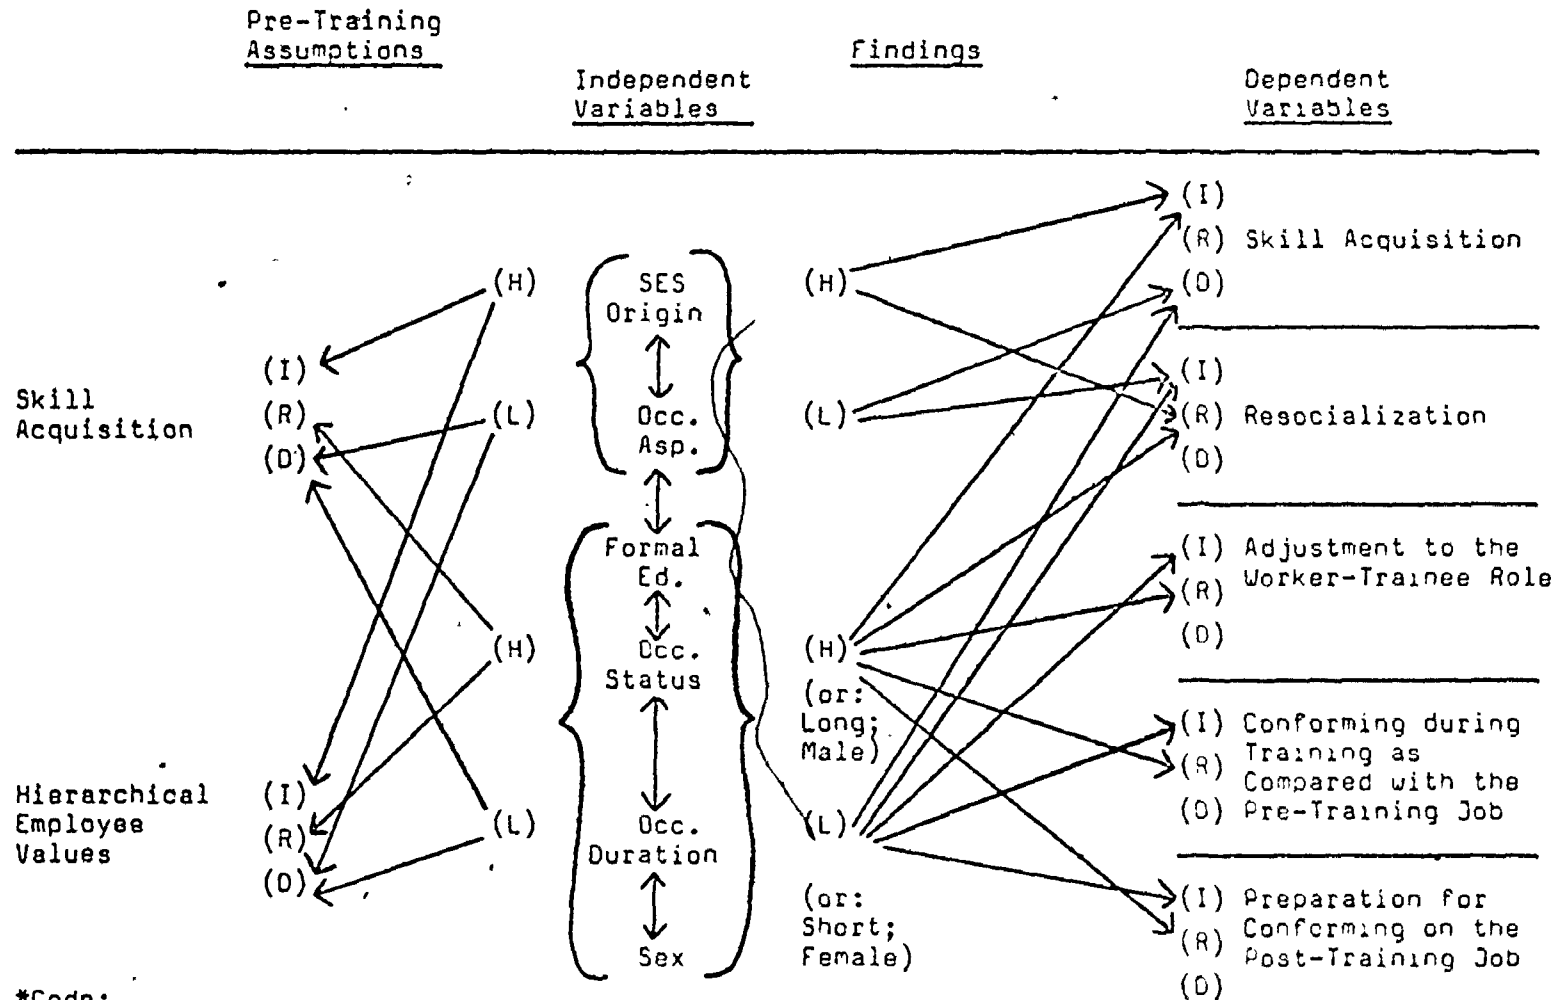 Pre-Training
Assumptions
Findings
Independent
Variables
Dependent
Variables
(I)
(R) Skill Acquisition
(D)
(H)
SES
Origin
(H)
(I)
(R)
(D)
Skill
Acquisition
(L)
Occ.
Asp.
(L)
(I)
(R) Resocialization
(D)
Formal
Ed.
(H)
Occ.
Status
(H)
(or:
Long;
Male)
(I) Adjustment to the
Worker-Trainee Role
(R)
(D)
Hierarchical
Employee
Values
(I)
(R)
(D)
(L)
Occ.
Duration
(L)
Sex
(or:
Short;
Female)
(I) Conforming during
Training as
(R)
Compared with the
(D) Pre-Training Job
(I) Preparation for
Conforming on the
(R)
Post-Training Job
(D)
*Code: